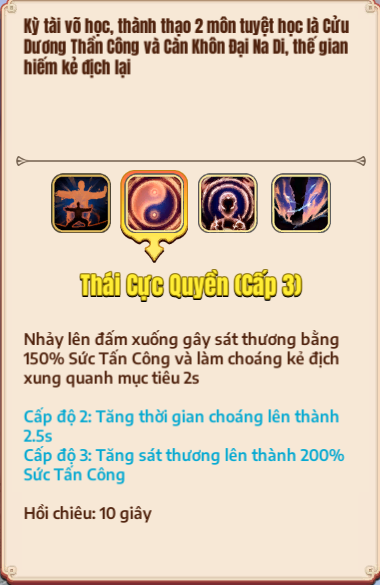 Kỳ tài võ học, thành thạo 2 môn tuyệt học là Cửu
Dương Thần Công và Càn Khôn Đại Na Di, thế gian
hiếm kẻ địch lại
Thái Cực Quyền (Cấp 3)
Nhảy lên đấm xuống gây sát thương bằng
150% Sức Tấn Công và làm choáng kẻ địch
xung quanh mục tiêu 2s
Cấp độ 2: Tăng thời gian choáng lên thành
2.5s
Cấp độ 3: Tăng sát thương lên thành 200%
Sức Tấn Công
Hồi chiêu: 10 giây